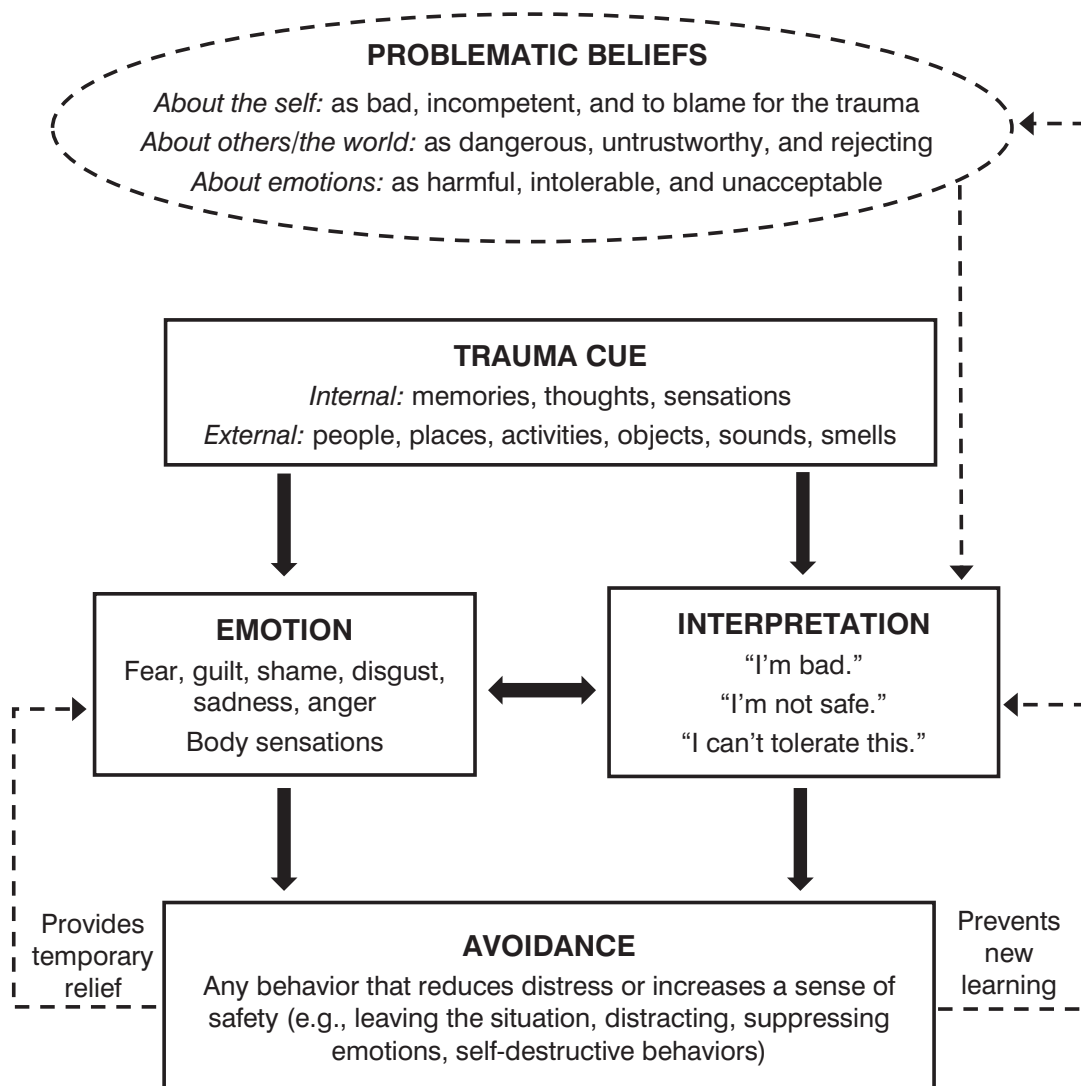 PROBLEMATIC BELIEFS
About the self: as bad, incompetent, and to blame for the trauma
About others/the world: as dangerous, untrustworthy, and rejecting
About emotions: as harmful, intolerable, and unacceptable
TRAUMA CUE
Internal: memories, thoughts, sensations
External: people, places, activities, objects, sounds, smells
EMOTION
Fear, guilt, shame, disgust,
sadness, anger
Body sensations
INTERPRETATION
“I’m bad.”
“I’m not safe.”
“I can’t tolerate this.”
Provides
temporary
relief
AVOIDANCE
Any behavior that reduces distress or increases a sense of
safety (e.g., leaving the situation, distracting, suppressing
emotions, self-destructive behaviors)
Prevents
new
learning